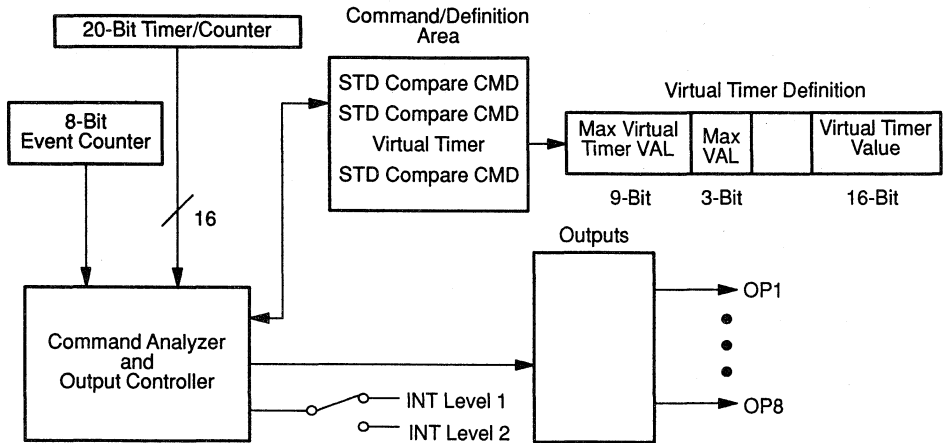 20-Bit Timer/Counter
Command/Definition
Area
8-Bit
Event Counter
STD Compare CMD
STD Compare CMD
Virtual Timer
STD Compare CMD
Virtual Timer Definition
Max Virtual
Timer VAL
Max
VAL
Virtual Timer
Value
9-Bit
3-Bit
16-Bit
16
Outputs
Command Analyzer
and
Output Controller
OP1
OP8
INT Level 1
INT Level 2